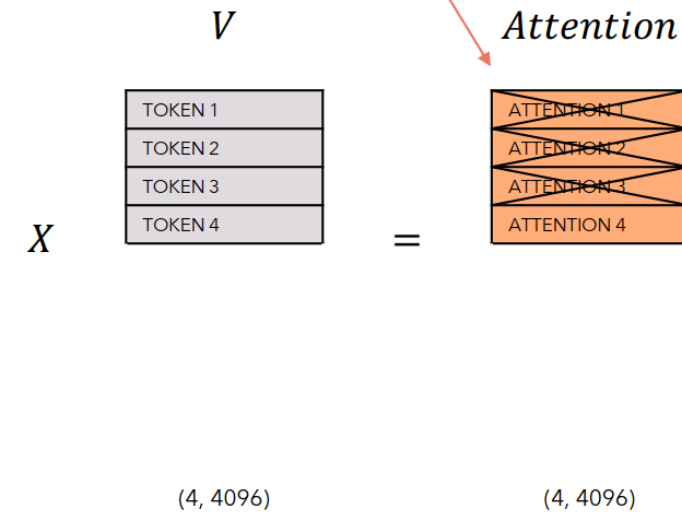 V
Attention
TOKEN 1
TOKEN 2
TOKEN 3
TOKEN 4
X
=
ATTENTION 1
ATTENTION 2
ATTENTION 3
ATTENTION 4
(4, 4096)
(4, 4096)